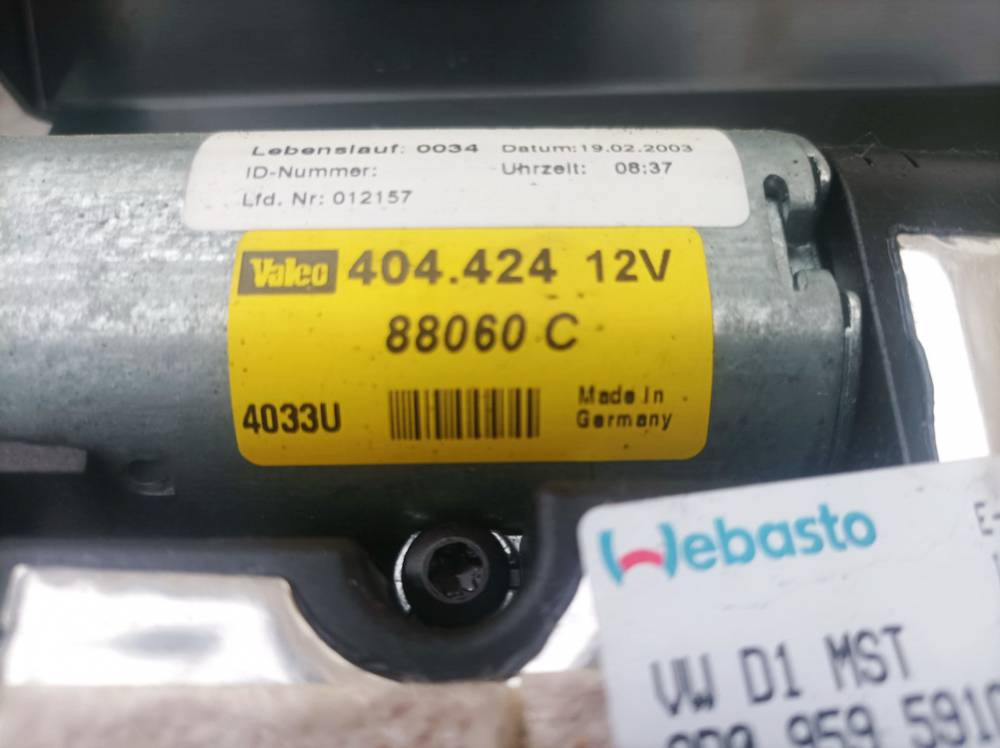 Lebenslauf: 0034 Datum: 19.02.2003
ID-Nummer: Uhrzeit: 08:37
Lfd. Nr: 012157
Valeo 404.424 12V
88060 C
4033U Made In
Germany
Webasto
VW D1 MST
959